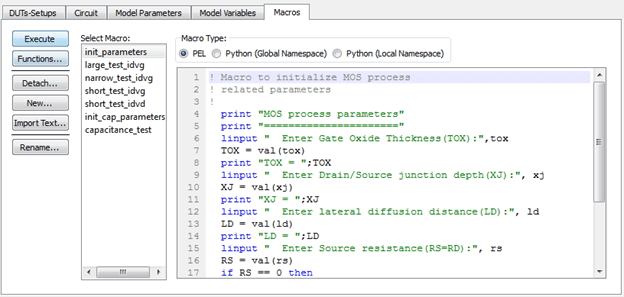 DUTs-Setups Circuit Model Parameters Model Variables Macros
Execute
Functions...
Detach...
New...
Import Text...
Rename...
Select Macro:
init_parameters
large_test_idvg
narrow_test_idvg
short_test_idvg
short_test_idvd
init_cap_parameters
capacitance_test
Macro Type:
PEL Python (Global Namespace) Python (Local Namespace)
1 ! Macro to initialize MOS process
2 ! related parameters
3 !
4 print "MOS process parameters"
5 print "======================"
6 linput "  Enter Gate Oxide Thickness(TOX):",tox
7 TOX = val(tox)
8 print "TOX = ";TOX
9 linput "  Enter Drain/Source junction depth(XJ):", xj
10 XJ = val(xj)
11 print "XJ = ";XJ
12 linput "  Enter lateral diffusion distance(LD):", ld
13 LD = val(ld)
14 print "LD = ";LD
15 linput "  Enter Source resistance(RS=RD):", rs
16 RS = val(rs)
17 if RS == 0 then